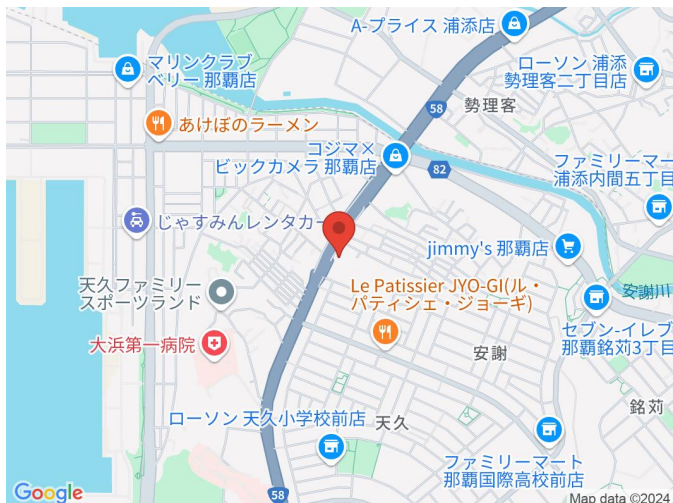 A-プライス 浦添店
マリンクラブ
ベリー 那覇店
ローソン 浦添
勢理客二丁目店
58
勢理客
あけぼのラーメン
コジマ×
ビックカメラ 那覇店
82
ファミリーマート
浦添内間五丁目
じゃすみんレンタカー
jimmy's 那覇店
天久ファミリー
スポーツランド
Le Patissier JYO-GI(ル・
パティシェ・ジョーギ)
安謝川
大浜第一病院
セブン-イレブ
那覇銘苅3丁目
安謝
銘苅
ローソン 天久小学校前店
天久
ファミリーマート
那覇国際高校前店
Google
58
Map data ©2024